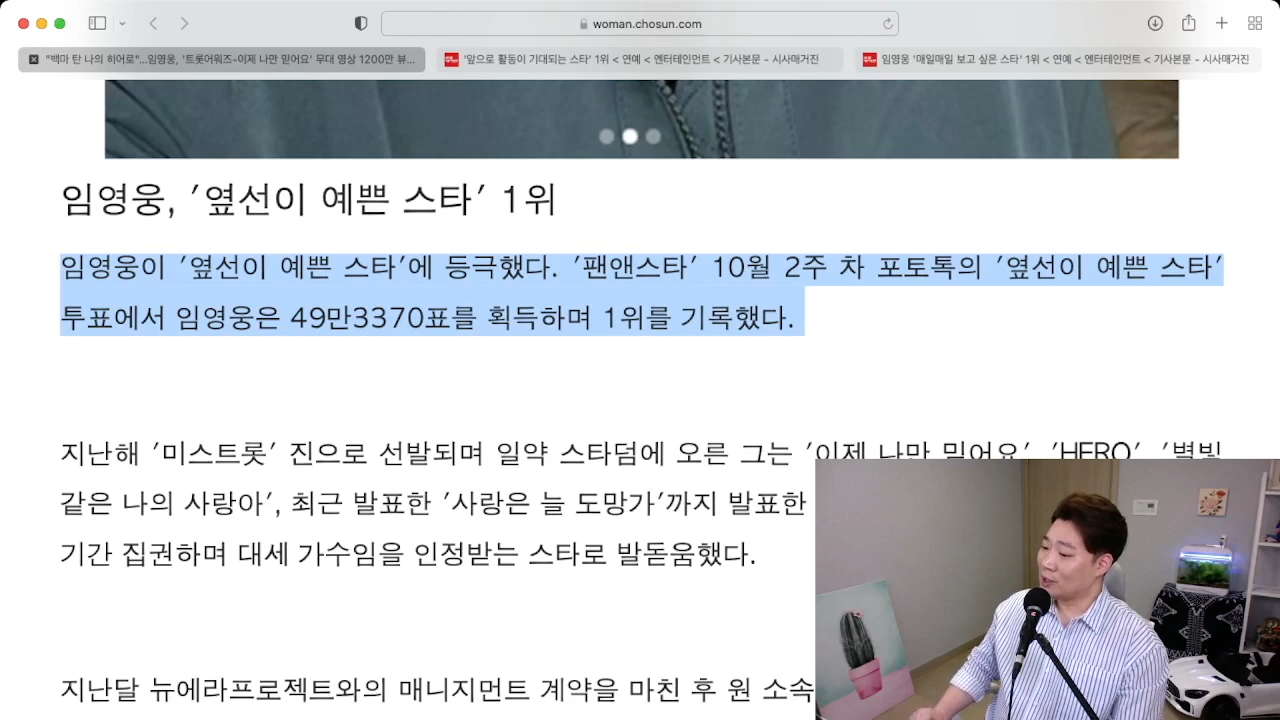 woman.chosun.com
"백마 탄 나의 히어로"...임영웅, '트롯어워즈-이제 나만 믿어요' 무대 영상 1200만 뷰...
'앞으로 활동이 기대되는 스타' 1위 < 연예 < 엔터테인먼트 < 기사본문 - 시사매거진
임영웅 '매일매일 보고 싶은 스타' 1위 < 연예 < 엔터테인먼트 < 기사본문 - 시사매거진
임영웅, '옆선이 예쁜 스타' 1위
임영웅이 '옆선이 예쁜 스타'에 등극했다. '팬앤스타' 10월 2주 차 포토톡의 '옆선이 예쁜 스타'
투표에서 임영웅은 49만3370표를 획득하며 1위를 기록했다.
지난해 '미스트롯' 진으로 선발되며 일약 스타덤에 오른 그는 '이제 나만 믿어요', 'HERO', '별빛
같은 나의 사랑아', 최근 발표한 '사랑은 늘 도망가'까지 발표한
기간 집권하며 대세 가수임을 인정받는 스타로 발돋움했다.
지난달 뉴에라프로젝트와의 매니지먼트 계약을 마친 후 원 소속